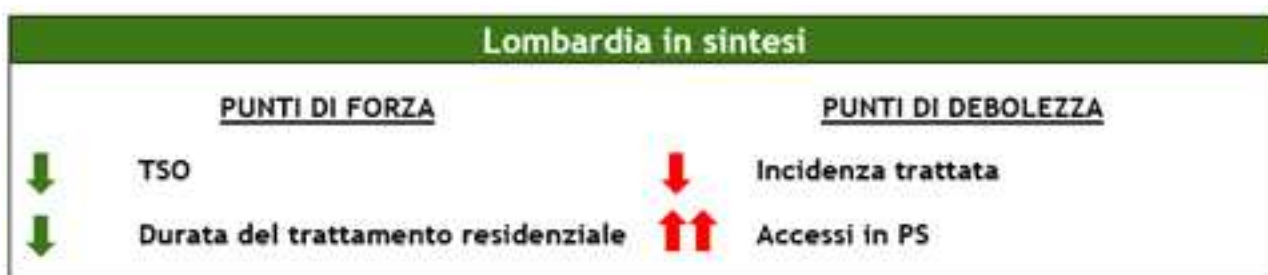 Lombardia in sintesi
PUNTI DI FORZA
PUNTI DI DEBOLEZZA
TSO
Incidenza trattata
Durata del trattamento residenziale
Accessi in PS